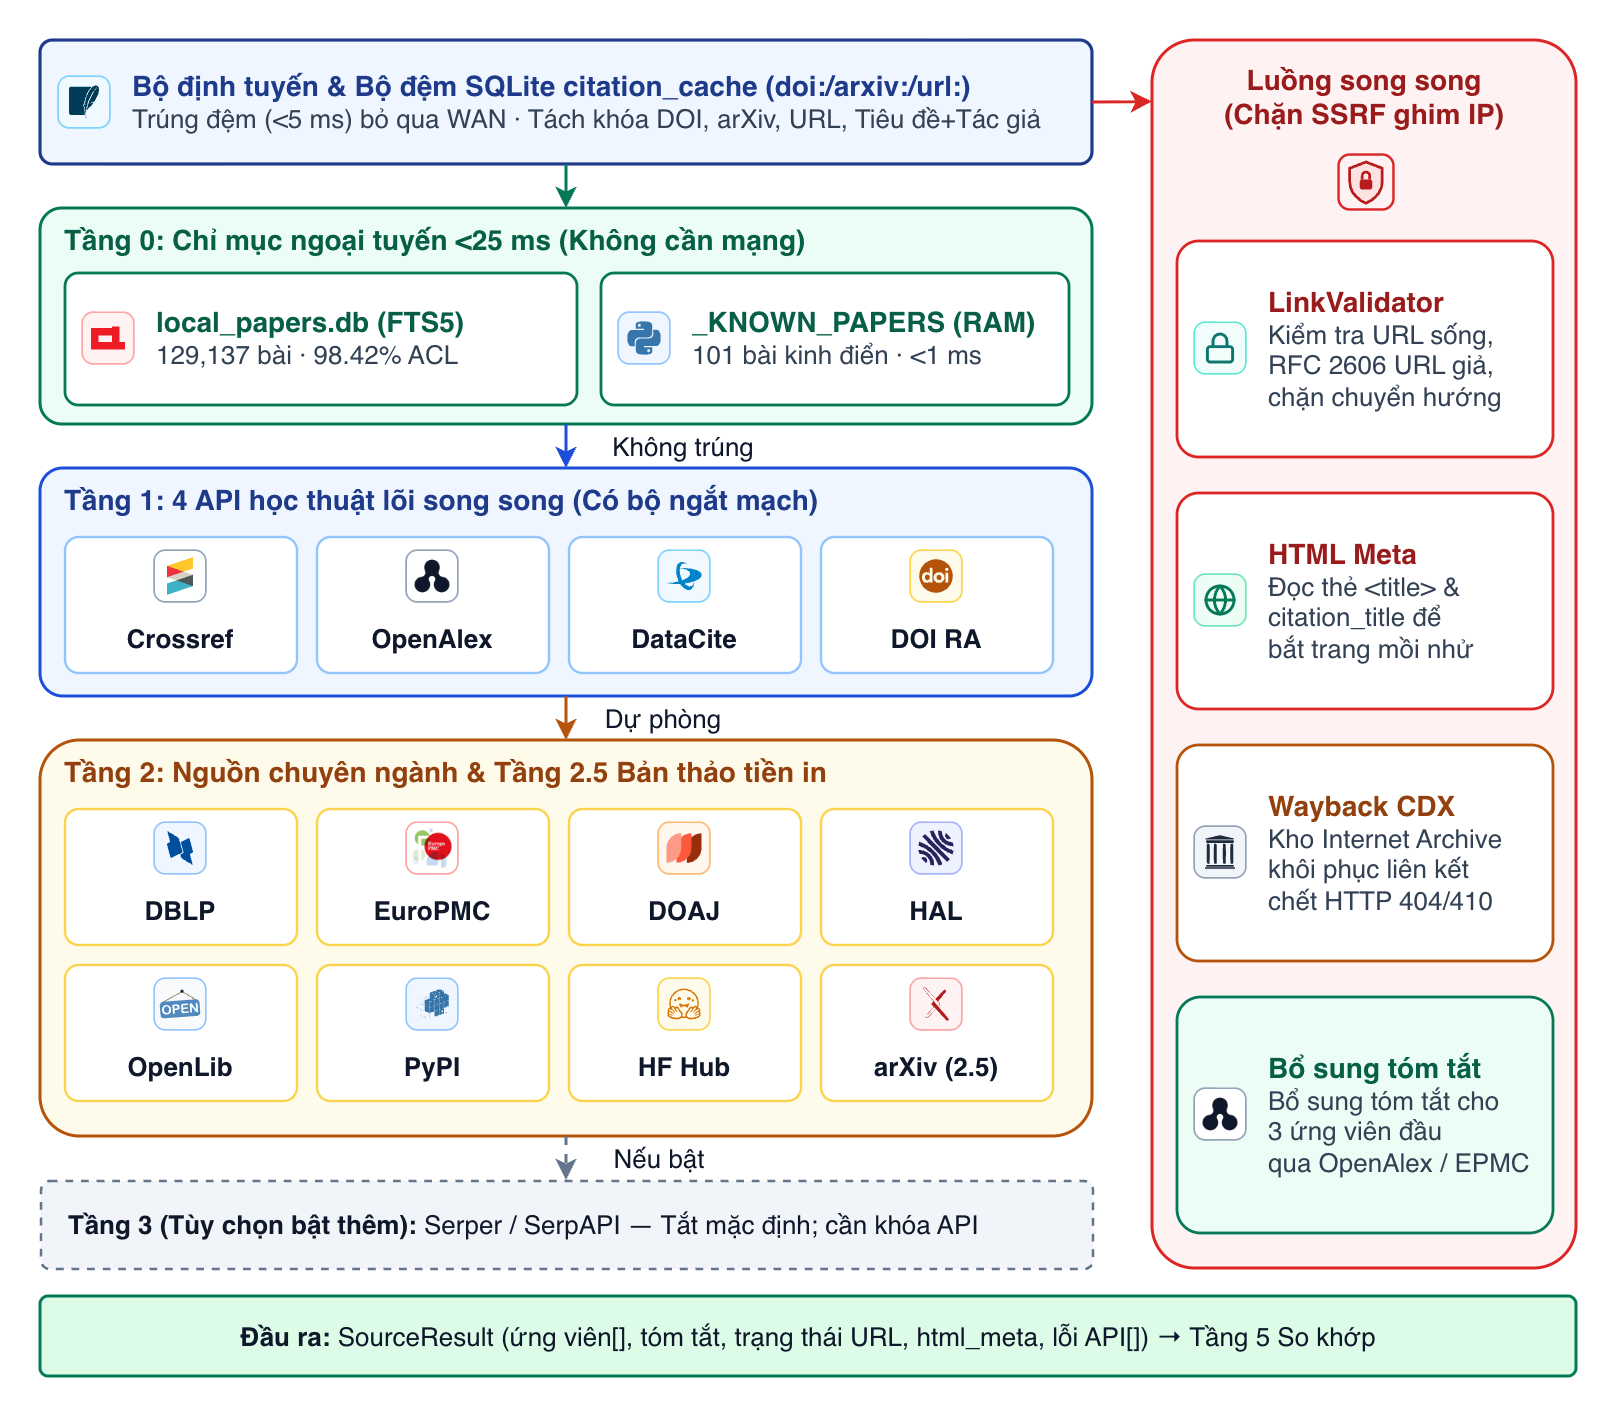 Bộ định tuyến & Bộ đệm SQLite citation_cache (doi:/arxiv:/url:)
Trúng đệm (<5 ms) bỏ qua WAN · Tách khóa DOI, arXiv, URL, Tiêu đề+Tác giả
Tầng 0: Chỉ mục ngoại tuyến <25 ms (Không cần mạng)
local_papers.db (FTS5)
129,137 bài · 98.42% ACL
_KNOWN_PAPERS (RAM)
101 bài kinh điển · <1 ms
Không trúng
Tầng 1: 4 API học thuật lõi song song (Có bộ ngắt mạch)
Crossref
OpenAlex
DataCite
doi
DOI RA
Dự phòng
Tầng 2: Nguồn chuyên ngành & Tầng 2.5 Bản thảo tiền in
DBLP
Europe PMC
EuroPMC
DOAJ
HAL
OPEN
OpenLib
PyPI
HF Hub
arXiv (2.5)
Nếu bật
Tầng 3 (Tùy chọn bật thêm): Serper / SerpAPI — Tắt mặc định; cần khóa API
Luồng song song
(Chặn SSRF ghim IP)
LinkValidator
Kiểm tra URL sống,
RFC 2606 URL giả,
chặn chuyển hướng
HTML Meta
Đọc thẻ <title> &
citation_title để
bắt trang mồi nhử
Wayback CDX
Kho Internet Archive
khôi phục liên kết
chết HTTP 404/410
Bổ sung tóm tắt
Bổ sung tóm tắt cho
3 ứng viên đầu
qua OpenAlex / EPMC
Đầu ra: SourceResult (ứng viên[], tóm tắt, trạng thái URL, html_meta, lỗi API[]) → Tầng 5 So khớp